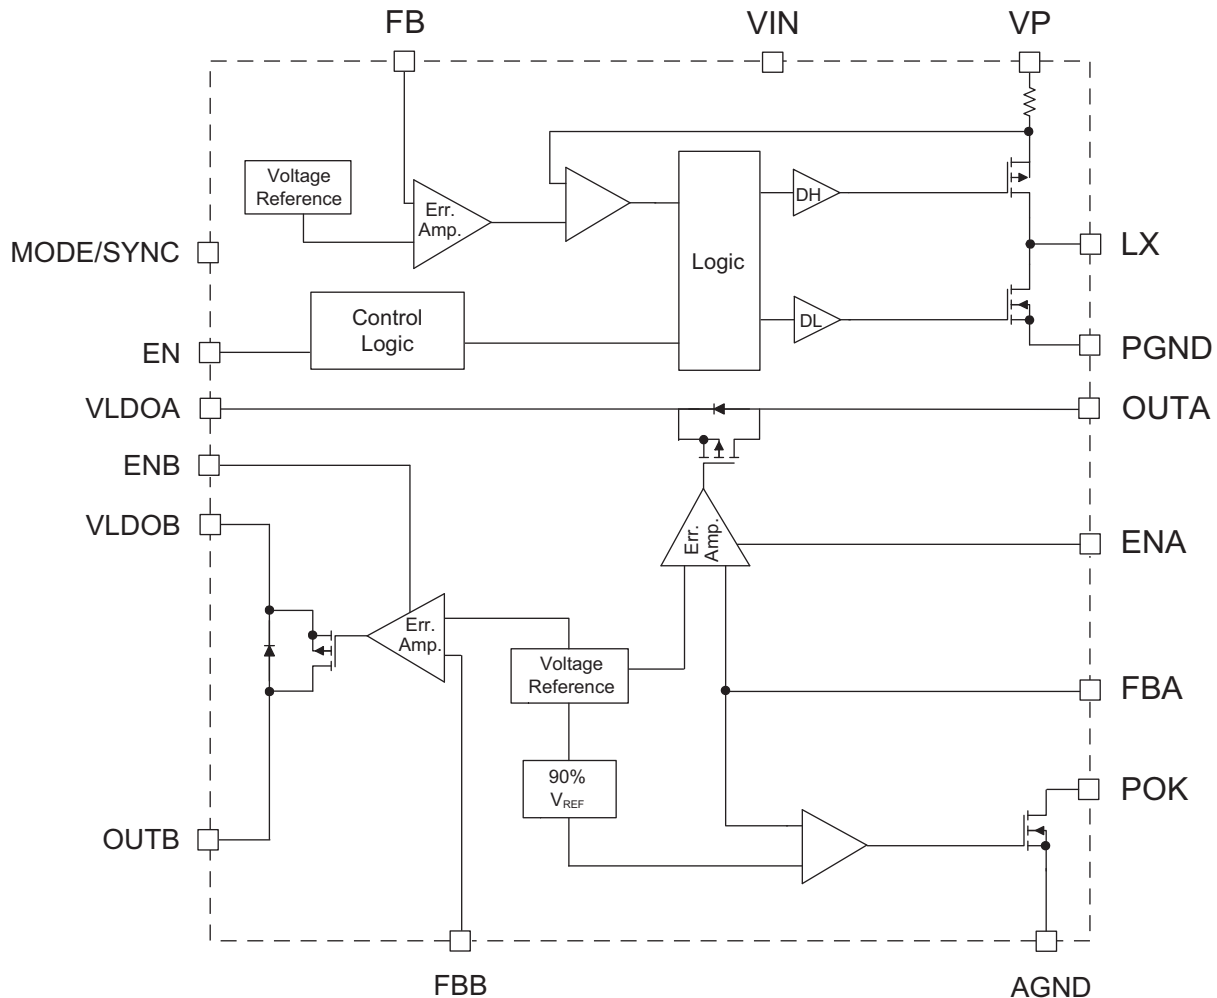 FB
VIN
VP
Voltage
Reference
Err.
Amp.
DH
MODE/SYNC
LX
Logic
Control
Logic
DL
EN
PGND
VLDOA
OUTA
ENB
VLDOB
Err.
Amp.
ENA
Err.
Amp.
Voltage
Reference
FBA
90%
VREF
POK
OUTB
FBB
AGND